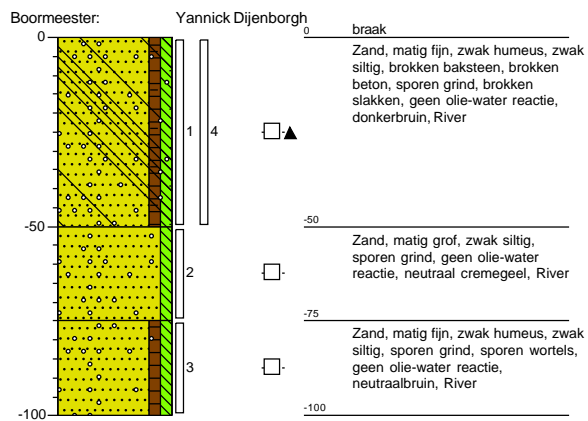 Boormeester: Yannick Dijenborgh
0
-50
-100
1
4
2
3
0
braak
Zand, matig fijn, zwak humeus, zwak
siltig, brokken baksteen, brokken
beton, sporen grind, brokken
slakken, geen olie-water reactie,
donkerbruin, River
-50
Zand, matig grof, zwak siltig,
sporen grind, geen olie-water
reactie, neutraal cremegeel, River
-75
Zand, matig fijn, zwak humeus, zwak
siltig, sporen grind, sporen wortels,
geen olie-water reactie,
neutraalbruin, River
-100